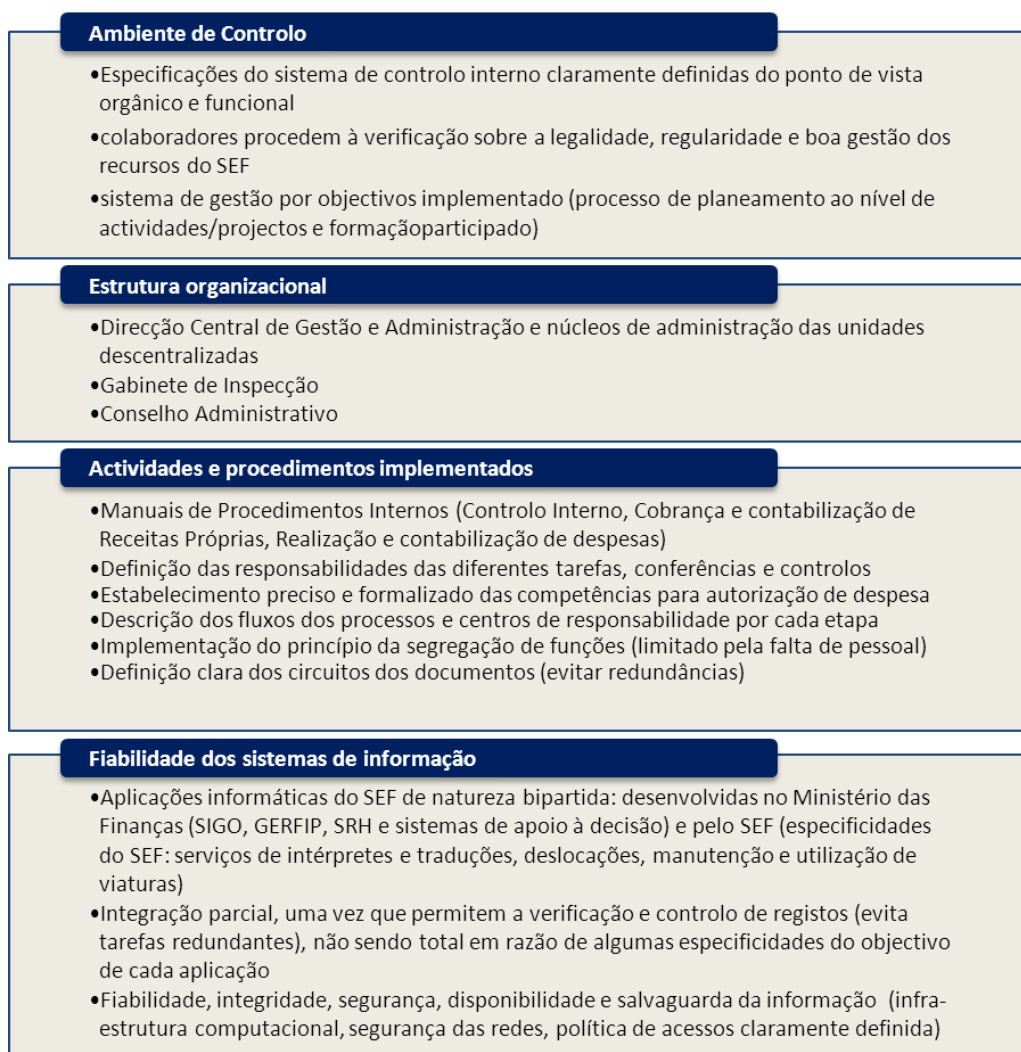 Ambiente de Controlo
•Especificações do sistema de controlo interno claramente definidas do ponto de vista
orgânico e funcional
•colaboradores procedem à verificação sobre a legalidade, regularidade e boa gestão dos
recursos do SEF
•sistema de gestão por objectivos implementado (processo de planeamento ao nível de
actividades/projectos e formaçãoparticipado)
Estrutura organizacional
•Direcção Central de Gestão e Administração e núcleos de administração das unidades
descentralizadas
•Gabinete de Inspecção
•Conselho Administrativo
Actividades e procedimentos implementados
•Manuais de Procedimentos Internos (Controlo Interno, Cobrança e contabilização de
Receitas Próprias, Realização e contabilização de despesas)
•Definição das responsabilidades das diferentes tarefas, conferências e controlos
•Estabelecimento preciso e formalizado das competências para autorização de despesa
•Descrição dos fluxos dos processos e centros de responsabilidade por cada etapa
•Implementação do princípio da segregação de funções (limitado pela falta de pessoal)
•Definição clara dos circuitos dos documentos (evitar redundâncias)
Fiabilidade dos sistemas de informação
•Aplicações informáticas do SEF de natureza bipartida: desenvolvidas no Ministério das
Finanças (SIGO, GERFIP, SRH e sistemas de apoio à decisão) e pelo SEF (especificidades
do SEF: serviços de intérpretes e traduções, deslocações, manutenção e utilização de
viaturas)
•Integração parcial, uma vez que permitem a verificação e controlo de registos (evita
tarefas redundantes), não sendo total em razão de algumas especificidades do objectivo
de cada aplicação
•Fiabilidade, integridade, segurança, disponibilidade e salvaguarda da informação (infra-
estrutura computacional, segurança das redes, política de acessos claramente definida)